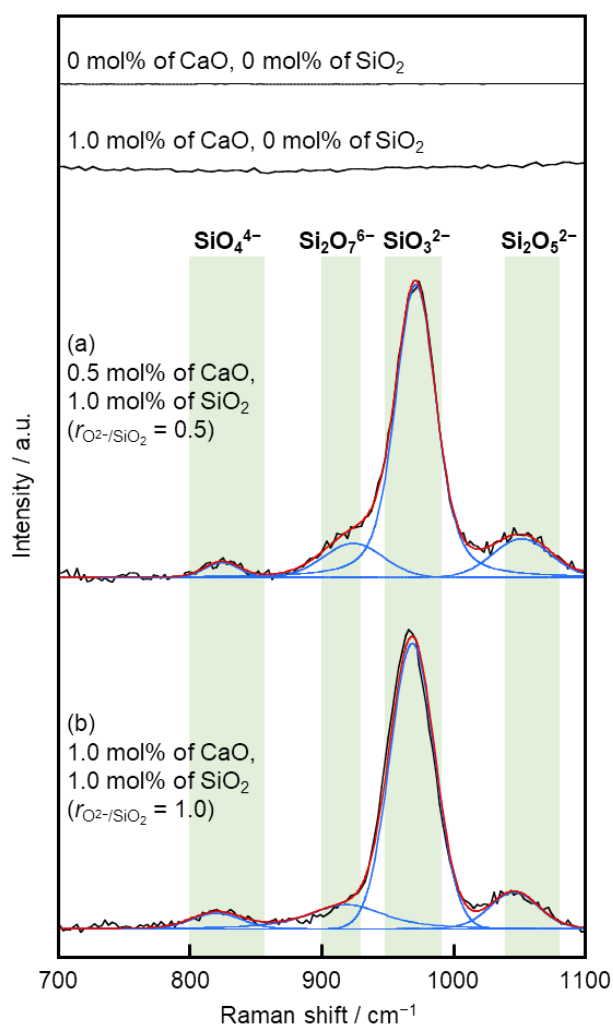 0 mol% of CaO, 0 mol% of SiO₂
1.0 mol% of CaO, 0 mol% of SiO₂
SiO₄⁴⁻ Si₂O₇⁶⁻ SiO₃²⁻ Si₂O₅²⁻
(a)
0.5 mol% of CaO,
1.0 mol% of SiO₂
(r_O²⁻/SiO₂ = 0.5)
Intensity / a.u.
(b)
1.0 mol% of CaO,
1.0 mol% of SiO₂
(r_O²⁻/SiO₂ = 1.0)
700 800 900 1000 1100
Raman shift / cm⁻¹